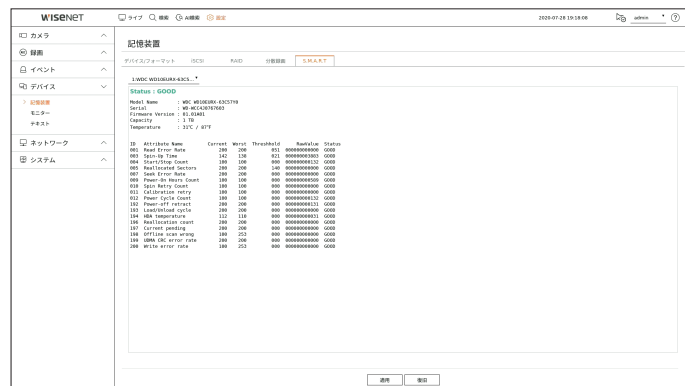 WISENET ライブ 検索 AI検索 設定 2020-07-28 19:18:08 admin
カメラ
録画
イベント
デバイス
記憶装置
モニター
テキスト
ネットワーク
システム
記憶装置
デバイス/フォーマット iSCSI RAID 分散録画 S.M.A.R.T
1:WDC WD10EURX-63C5...
Status : GOOD
Model Name : WDC WD10EURX-63C57Y0
Serial : WD-WCC4J0767603
Firmware Version : 01.01A01
Capacity : 1 TB
Temperature : 31℃ / 87℉
ID Attribute Name Current Worst Threshold RawValue Status
001 Read Error Rate 200 200 051 000000000000 GOOD
003 Spin-Up Time 142 138 021 000000003883 GOOD
004 Start/Stop Count 100 100 000 000000000132 GOOD
005 Reallocated Sectors 200 200 140 000000000000 GOOD
007 Seek Error Rate 200 200 000 000000000000 GOOD
009 Power-On Hours Count 100 100 000 000000000589 GOOD
010 Spin Retry Count 100 100 000 000000000000 GOOD
011 Calibration retry 100 100 000 000000000000 GOOD
012 Power Cycle Count 100 100 000 000000000132 GOOD
192 Power-off retract 200 200 000 000000000131 GOOD
193 Load/Unload cycle 200 200 000 000000000000 GOOD
194 HDA temperature 112 110 000 000000000031 GOOD
196 Reallocation count 200 200 000 000000000000 GOOD
197 Current pending 200 200 000 000000000000 GOOD
198 Offline scan wrong 100 253 000 000000000000 GOOD
199 UDMA CRC error rate 200 200 000 000000000000 GOOD
200 Write error rate 100 253 000 000000000000 GOOD
適用 復旧